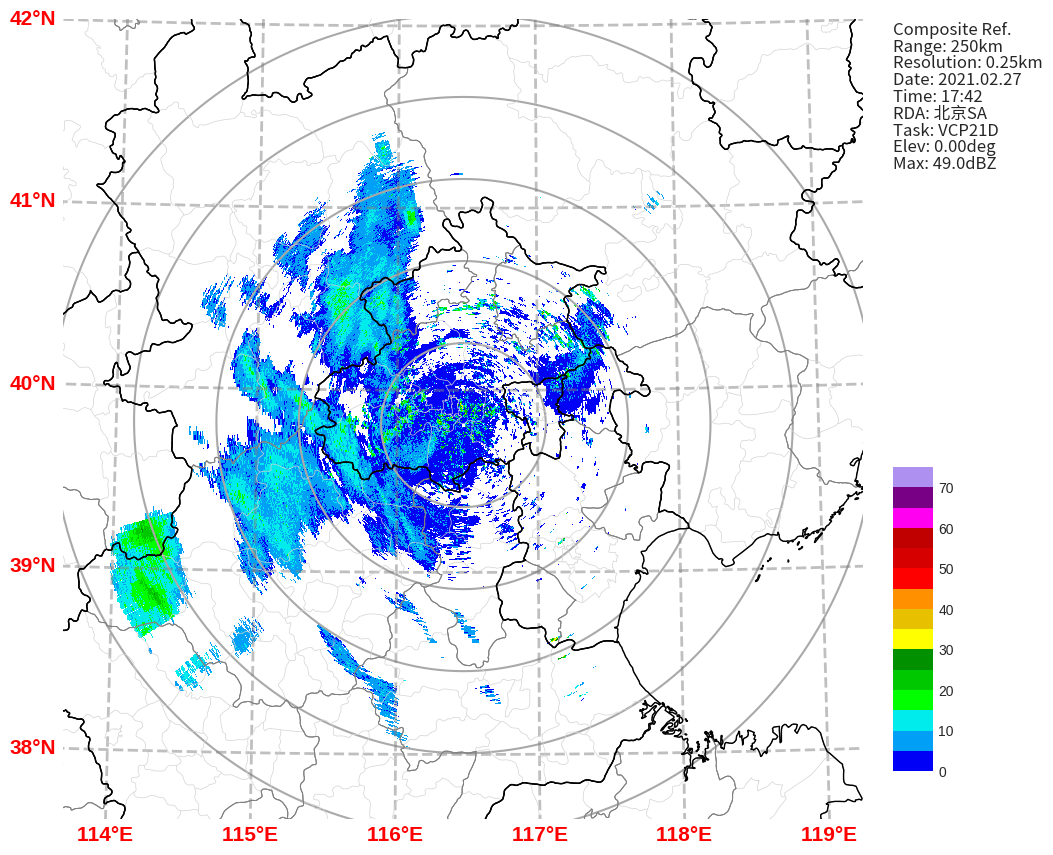 42°N
41°N
40°N
39°N
38°N
114°E 115°E 116°E 117°E 118°E 119°E
Composite Ref.
Range: 250km
Resolution: 0.25km
Date: 2021.02.27
Time: 17:42
RDA: 北京SA
Task: VCP21D
Elev: 0.00deg
Max: 49.0dBZ
70
60
50
40
30
20
10
0